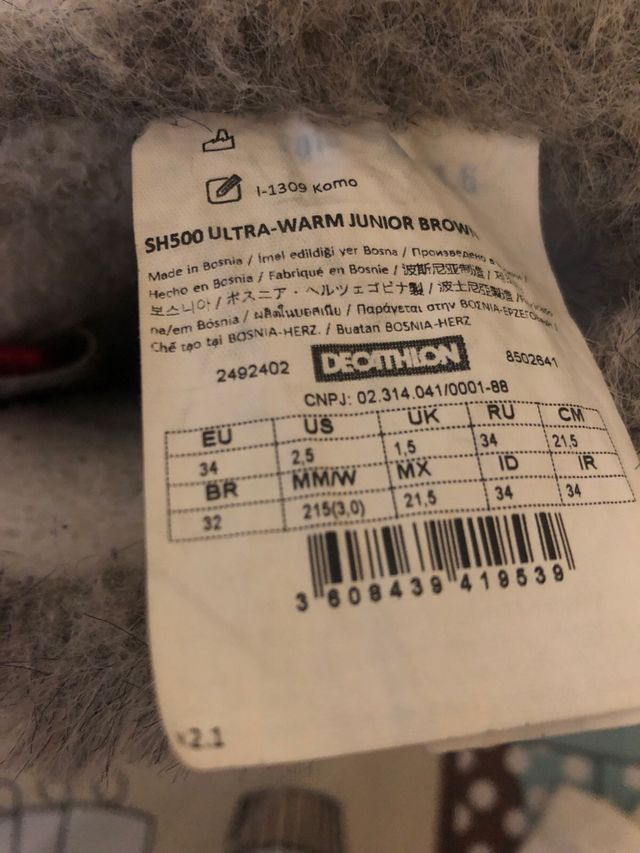 I-1309 Komo
SH500 ULTRA-WARM JUNIOR BROWN
Made in Bosnia / İmal edildiği yer Bosna / Произведено в
Hecho en Bosnia / Fabriqué en Bosnie / 波斯尼亚制造 /
보스니아 / ボスニア・ヘルツェゴビナ製 / 波士尼亞製造 /
na/em Bósnia / ผลิตในบอสเนีย / Παράγεται στην ΒΟΣΝΙΑ-ΕΡΖΕΓΟΒΙΝΑ
Chế tạo tại BOSNIA-HERZ. / Buatan BOSNIA-HERZ
2492402 DECATHLON 8502641
CNPJ: 02.314.041/0001-88
EU US UK RU CM
34 2,5 1,5 34 21,5
BR MM/W MX ID IR
32 215(3,0) 21,5 34 34
3 608439 419539
x2.1